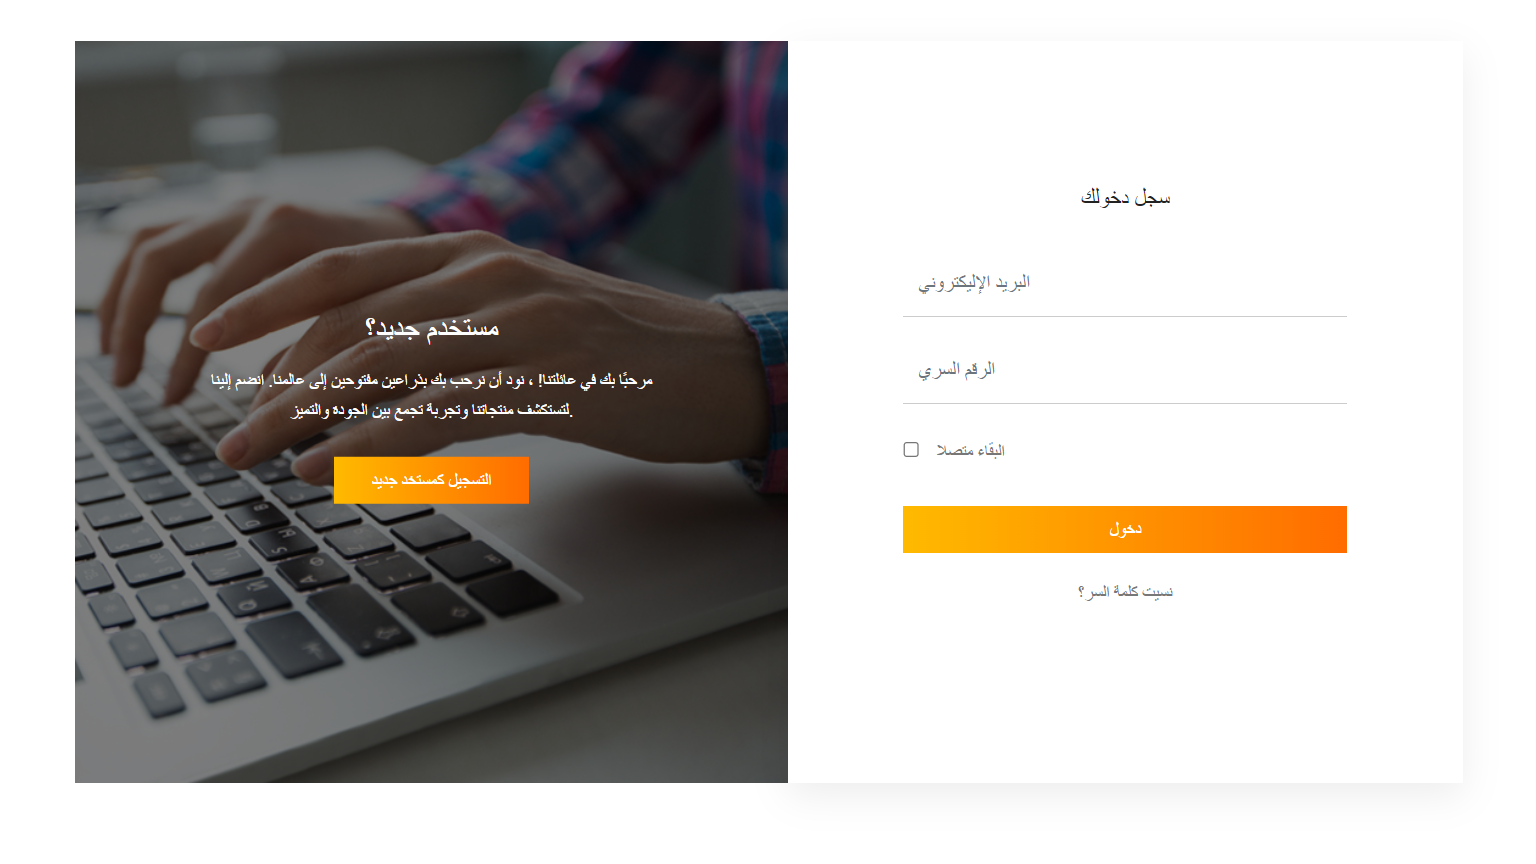 سجل دخولك
البريد الإليكتروني
الرقم السري
البقاء متصلا
دخول
نسيت كلمة السر؟
مستخدم جديد؟
مرحبًا بك في عائلتنا! ، نود أن نرحب بك بذراعين مفتوحين إلى عالمنا. انضم إلينا
لتستكشف منتجاتنا وتجربة تجمع بين الجودة والتميز.
التسجيل كمستخد جديد